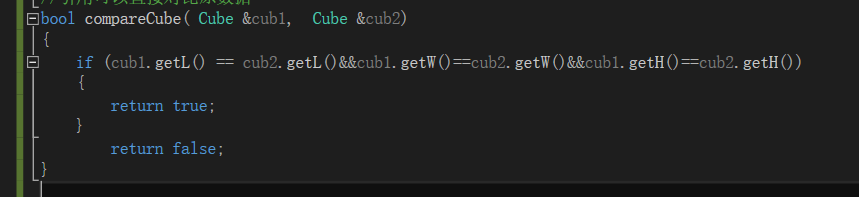 bool compareCube( Cube &cub1,  Cube &cub2)
{
    if (cub1.getL() == cub2.getL()&&cub1.getW()==cub2.getW()&&cub1.getH()==cub2.getH())
    {
        return true;
    }
        return false;
}